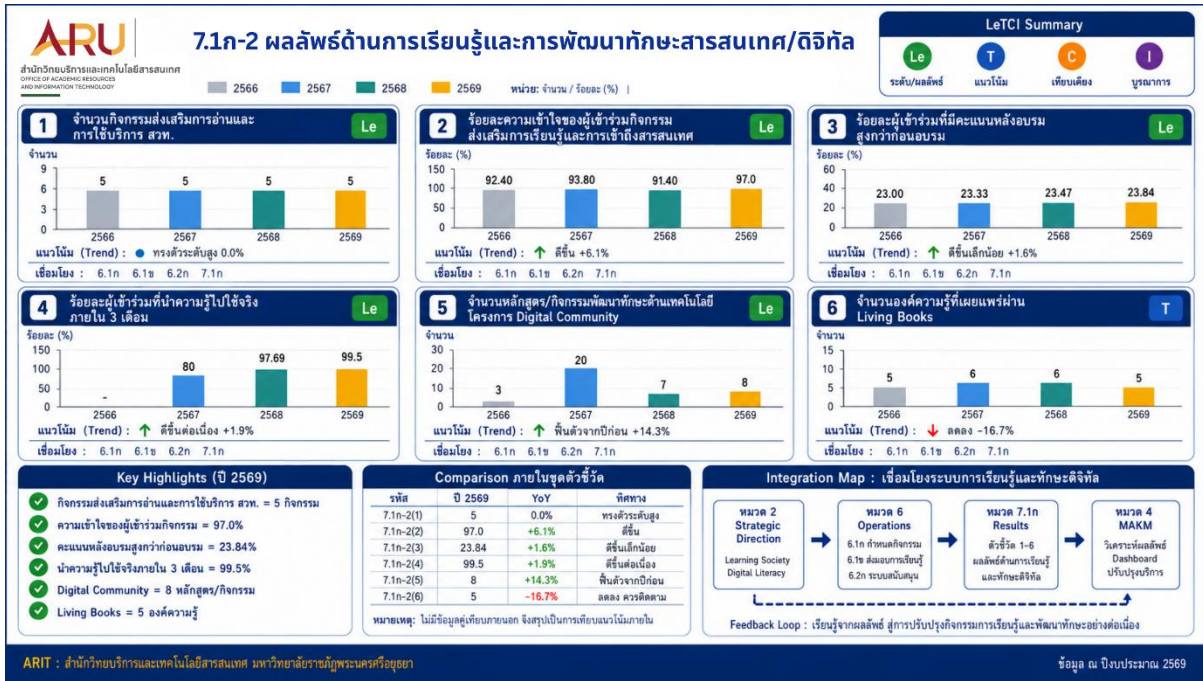 ARU
สำนักวิทยบริการและเทคโนโลยีสารสนเทศ
OFFICE OF ACADEMIC RESOURCES
AND INFORMATION TECHNOLOGY
7.1ก-2 ผลลัพธ์ด้านการเรียนรู้และการพัฒนาทักษะสารสนเทศ/ดิจิทัล
2566 2567 2568 2569 หน่วย: จำนวน / ร้อยละ (%) |
LeTCI Summary
Le T C I
ระดับ/ผลลัพธ์ แนวโน้ม เทียบเคียง บูรณาการ
1 จำนวนกิจกรรมส่งเสริมการอ่านและ
การใช้บริการ สวท. Le
จำนวน
9
6
3
0
5 5 5 5
2566 2567 2568 2569
แนวโน้ม (Trend) : ● ทรงตัวระดับสูง 0.0%
เชื่อมโยง : 6.1ก 6.1ข 6.2ก 7.1ก
2 ร้อยละความเข้าใจของผู้เข้าร่วมกิจกรรม
ส่งเสริมการเรียนรู้และการเข้าถึงสารสนเทศ Le
ร้อยละ (%)
150
100
50
0
92.40 93.80 91.40 97.0
2566 2567 2568 2569
แนวโน้ม (Trend) : ↑ ดีขึ้น +6.1%
เชื่อมโยง : 6.1ก 6.1ข 6.2ก 7.1ก
3 ร้อยละผู้เข้าร่วมที่มีคะแนนหลังอบรม
สูงกว่าก่อนอบรม Le
ร้อยละ (%)
60
40
20
0
23.00 23.33 23.47 23.84
2566 2567 2568 2569
แนวโน้ม (Trend) : ↑ ดีขึ้นเล็กน้อย +1.6%
เชื่อมโยง : 6.1ก 6.1ข 6.2ก 7.1ก
4 ร้อยละผู้เข้าร่วมที่นำความรู้ไปใช้จริง
ภายใน 3 เดือน Le
ร้อยละ (%)
150
100
50
0
- 80 97.69 99.5
2566 2567 2568 2569
แนวโน้ม (Trend) : ↑ ดีขึ้นต่อเนื่อง +1.9%
เชื่อมโยง : 6.1ก 6.1ข 6.2ก 7.1ก
5 จำนวนหลักสูตร/กิจกรรมพัฒนาทักษะด้านเทคโนโลยี
โครงการ Digital Community Le
จำนวน
30
20
10
0
3 20 7 8
2566 2567 2568 2569
แนวโน้ม (Trend) : ↑ ฟื้นตัวจากปีก่อน +14.3%
เชื่อมโยง : 6.1ก 6.1ข 6.2ก 7.1ก
6 จำนวนองค์ความรู้ที่เผยแพร่ผ่าน
Living Books T
จำนวน
15
10
5
0
5 6 6 5
2566 2567 2568 2569
แนวโน้ม (Trend) : ↓ ลดลง -16.7%
เชื่อมโยง : 6.1ก 6.1ข 6.2ก 7.1ก
Key Highlights (ปี 2569)
กิจกรรมส่งเสริมการอ่านและการใช้บริการ สวท. = 5 กิจกรรม
ความเข้าใจของผู้เข้าร่วมกิจกรรม = 97.0%
คะแนนหลังอบรมสูงกว่าก่อนอบรม = 23.84%
นำความรู้ไปใช้จริงภายใน 3 เดือน = 99.5%
Digital Community = 8 หลักสูตร/กิจกรรม
Living Books = 5 องค์ความรู้
Comparison ภายในชุดตัวชี้วัด
รหัส ปี 2569 YoY ทิศทาง
7.1ก-2(1) 5 0.0% ทรงตัวระดับสูง
7.1ก-2(2) 97.0 +6.1% ดีขึ้น
7.1ก-2(3) 23.84 +1.6% ดีขึ้นเล็กน้อย
7.1ก-2(4) 99.5 +1.9% ดีขึ้นต่อเนื่อง
7.1ก-2(5) 8 +14.3% ฟื้นตัวจากปีก่อน
7.1ก-2(6) 5 -16.7% ลดลง ควรติดตาม
หมายเหตุ: ไม่มีข้อมูลคู่เทียบภายนอก จึงสรุปเป็นการเทียบแนวโน้มภายใน
Integration Map : เชื่อมโยงระบบการเรียนรู้และทักษะดิจิทัล
หมวด 2
Strategic
Direction
Learning Society
Digital Literacy
หมวด 6
Operations
6.1ก กำหนดกิจกรรม
6.1ข ส่งมอบการเรียนรู้
6.2ก ระบบสนับสนุน
หมวด 7.1ก
Results
ตัวชี้วัด 1-6
ผลลัพธ์ด้านการเรียนรู้
และทักษะดิจิทัล
หมวด 4
MAKM
วิเคราะห์ผลลัพธ์
Dashboard
ปรับปรุงบริการ
Feedback Loop : เรียนรู้จากผลลัพธ์ สู่การปรับปรุงกิจกรรมการเรียนรู้และพัฒนาทักษะอย่างต่อเนื่อง
ARIT : สำนักวิทยบริการและเทคโนโลยีสารสนเทศ มหาวิทยาลัยราชภัฏพระนครศรีอยุธยา
ข้อมูล ณ ปีงบประมาณ 2569